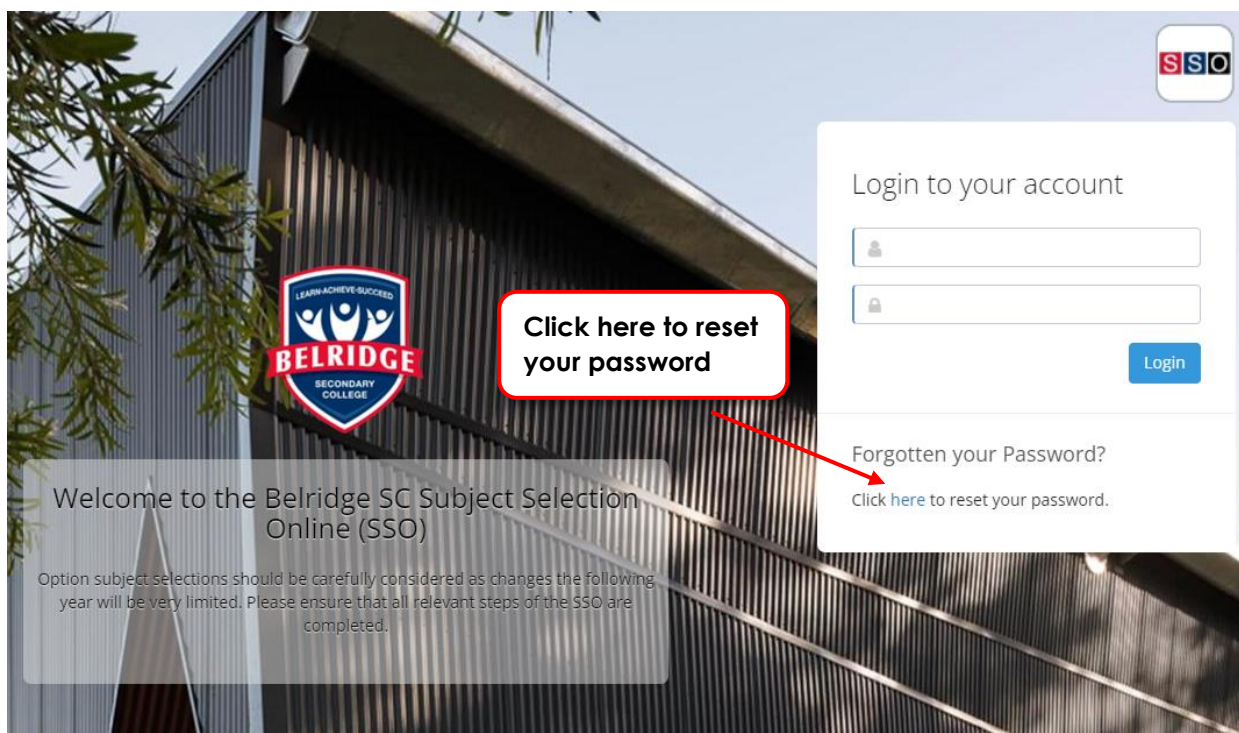 SSO
Login to your account
LEARN-ACHIEVE-SUCCEED
BELRIDGE
SECONDARY
COLLEGE
Click here to reset
your password
Login
Forgotten your Password?
Click here to reset your password.
Welcome to the Belridge SC Subject Selection
Online (SSO)
Option subject selections should be carefully considered as changes the following
year will be very limited. Please ensure that all relevant steps of the SSO are
completed.